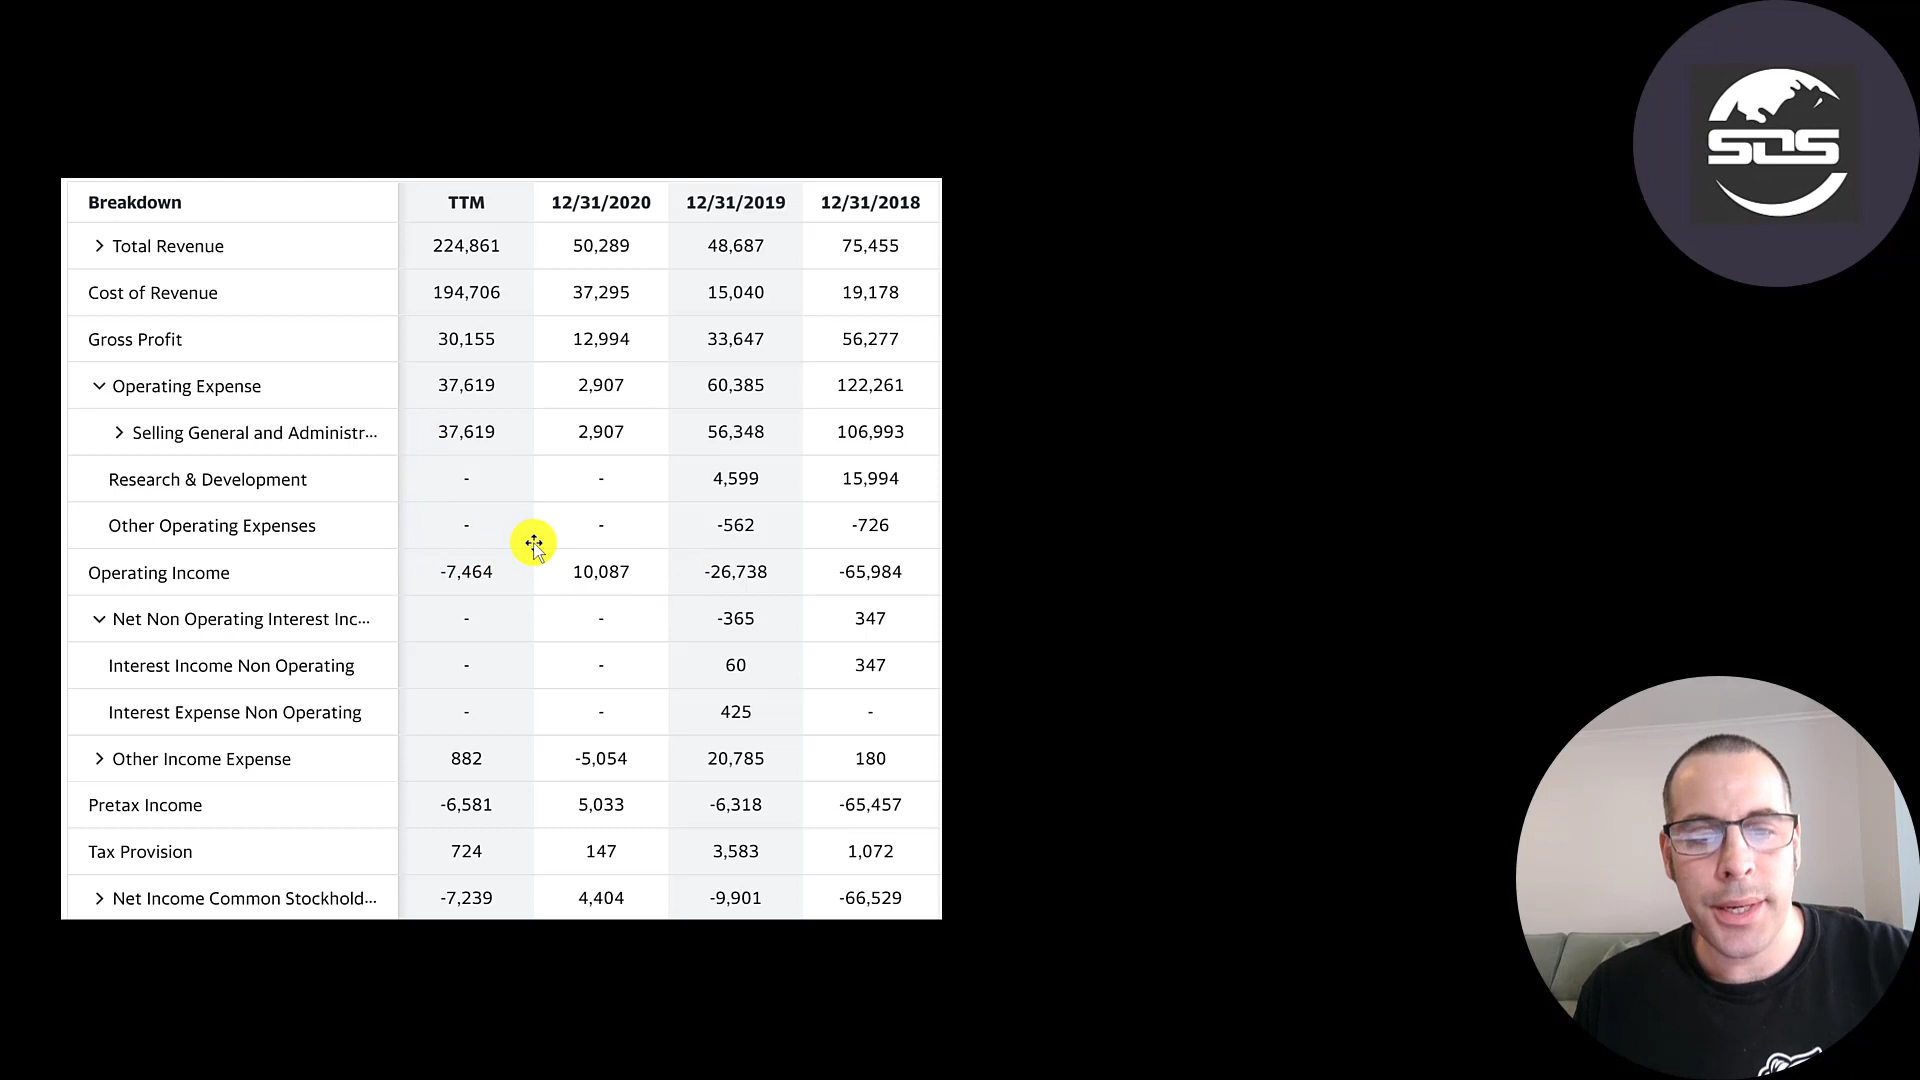 SOS
Breakdown TTM 12/31/2020 12/31/2019 12/31/2018
Total Revenue 224,861 50,289 48,687 75,455
Cost of Revenue 194,706 37,295 15,040 19,178
Gross Profit 30,155 12,994 33,647 56,277
Operating Expense 37,619 2,907 60,385 122,261
Selling General and Administr... 37,619 2,907 56,348 106,993
Research & Development - - 4,599 15,994
Other Operating Expenses - - -562 -726
Operating Income -7,464 10,087 -26,738 -65,984
Net Non Operating Interest Inc... - - -365 347
Interest Income Non Operating - - 60 347
Interest Expense Non Operating - - 425 -
Other Income Expense 882 -5,054 20,785 180
Pretax Income -6,581 5,033 -6,318 -65,457
Tax Provision 724 147 3,583 1,072
Net Income Common Stockhold... -7,239 4,404 -9,901 -66,529